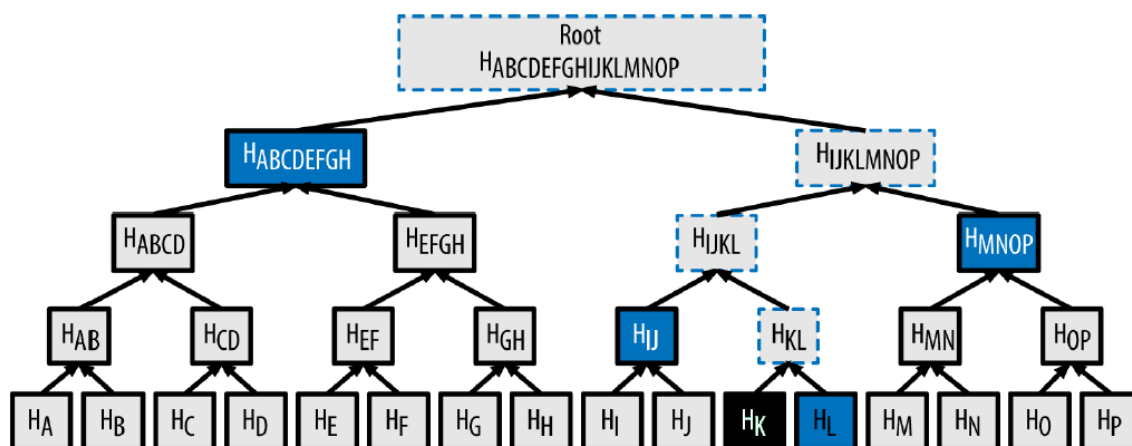 Root
HABCDEFGHIJKLMNOP
HABCDEFGH HIJKLMNOP
HABCD HEFGH HIJKL HMNOP
HAB HCD HEF HGH HIJ HKL HMN HOP
HA HB HC HD HE HF HG HH HI HJ HK HL HM HN HO HP